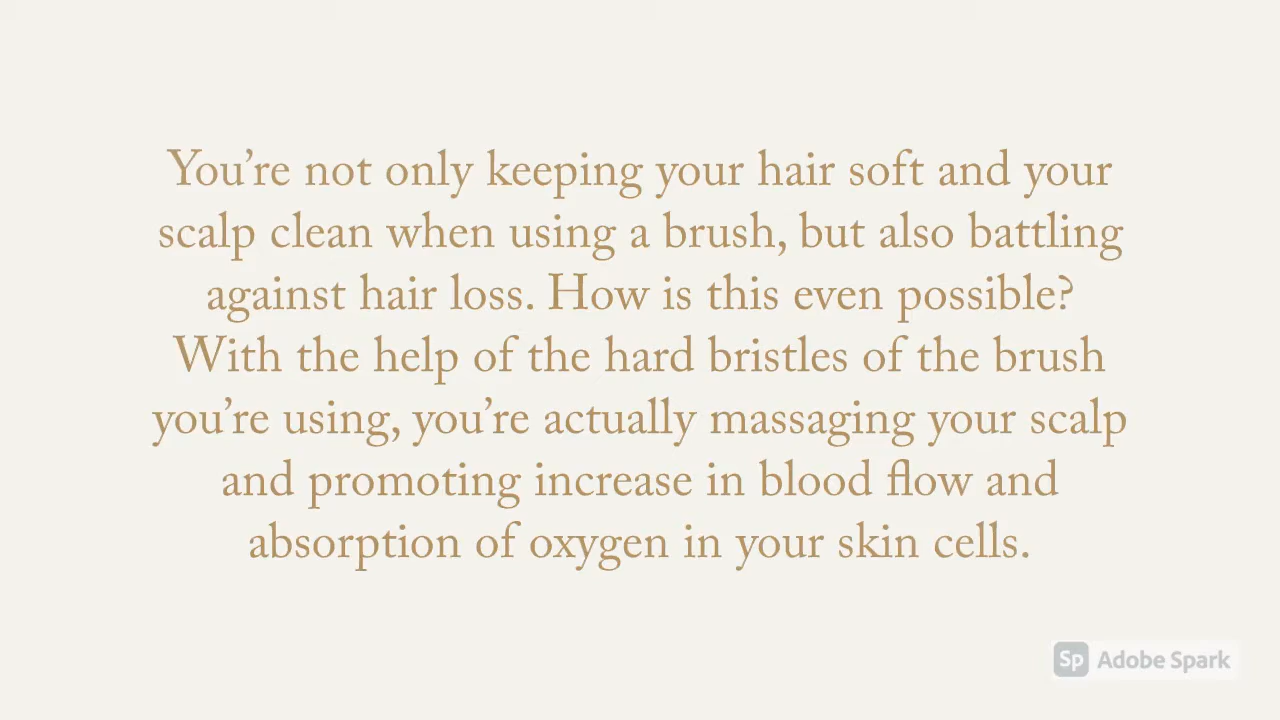 You’re not only keeping your hair soft and your
scalp clean when using a brush, but also battling
against hair loss. How is this even possible?
With the help of the hard bristles of the brush
you’re using, you’re actually massaging your scalp
and promoting increase in blood flow and
absorption of oxygen in your skin cells.
Sp Adobe Spark